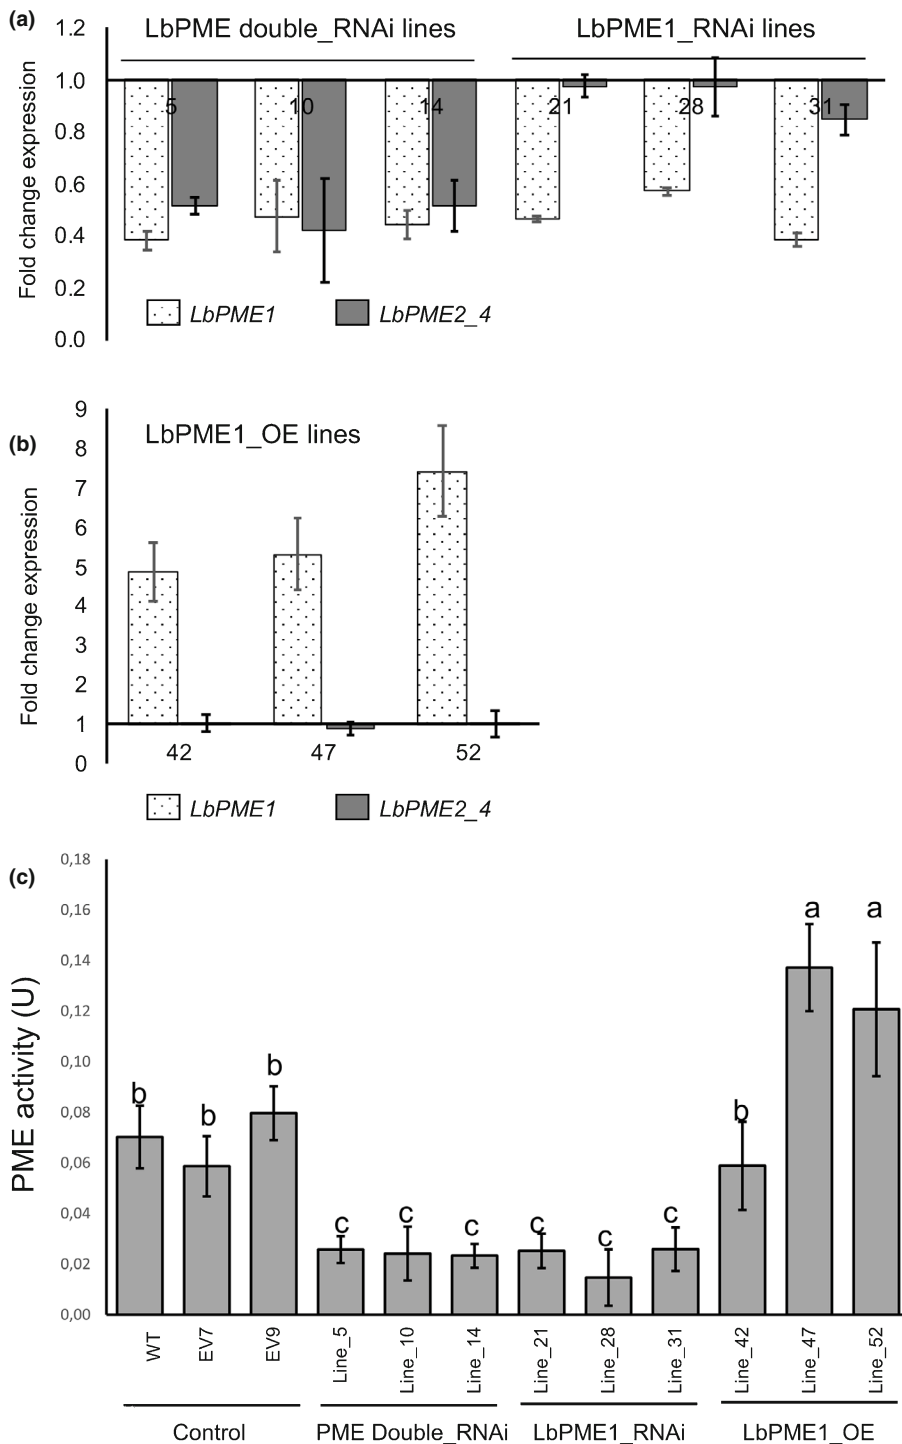 (a)
LbPME double_RNAi lines
LbPME1_RNAi lines
Fold change expression
1.2
1.0
0.8
0.6
0.4
0.2
0.0
5
10
14
21
28
31
LbPME1
LbPME2_4
(b)
LbPME1_OE lines
Fold change expression
9
8
7
6
5
4
3
2
1
0
42
47
52
LbPME1
LbPME2_4
(c)
PME activity (U)
0,18
0,16
0,14
0,12
0,10
0,08
0,06
0,04
0,02
0,00
b
b
b
c
c
c
c
c
c
b
a
a
WT
EV7
EV9
Line_5
Line_10
Line_14
Line_21
Line_28
Line_31
Line_42
Line_47
Line_52
Control
PME Double_RNAi
LbPME1_RNAi
LbPME1_OE